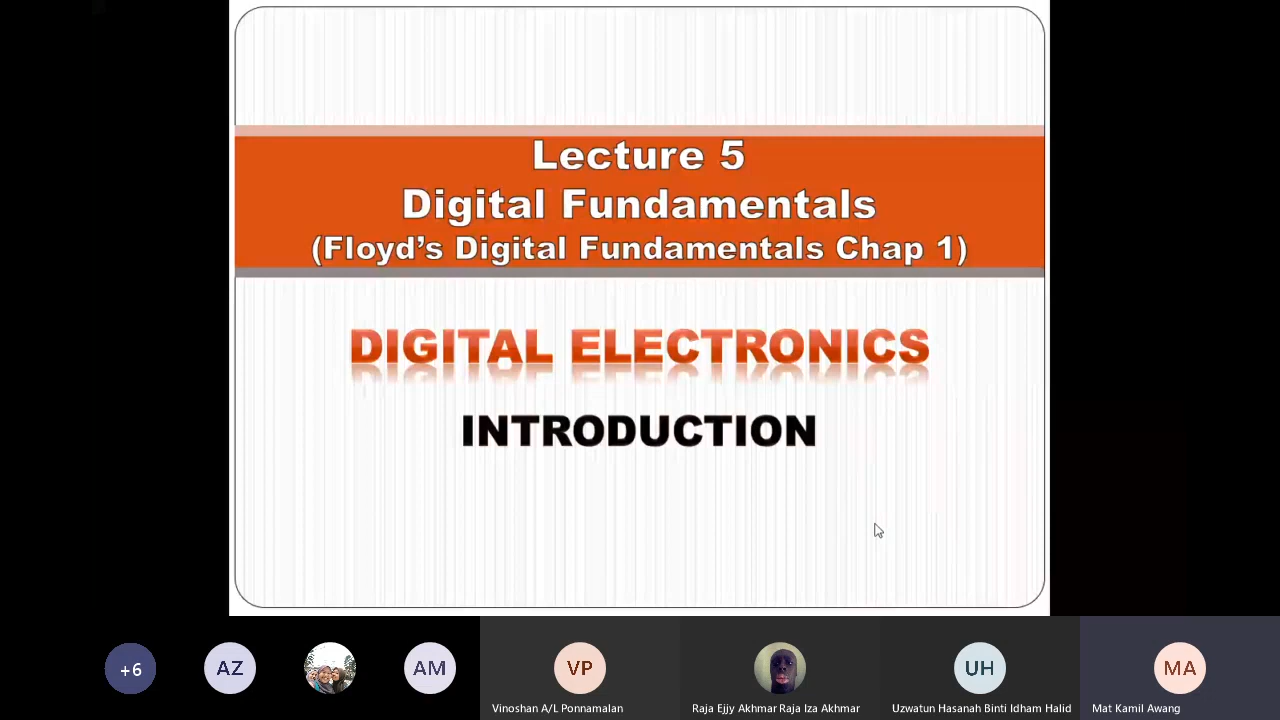 Lecture 5
Digital Fundamentals
(Floyd’s Digital Fundamentals Chap 1)
DIGITAL ELECTRONICS
INTRODUCTION
+6
AZ
AM
VP
UH
MA
Vinoshan A/L Ponnamalan
Raja Ejjy Akhmar Raja Iza Akhmar
Uzwatun Hasanah Binti Idham Halid
Mat Kamil Awang